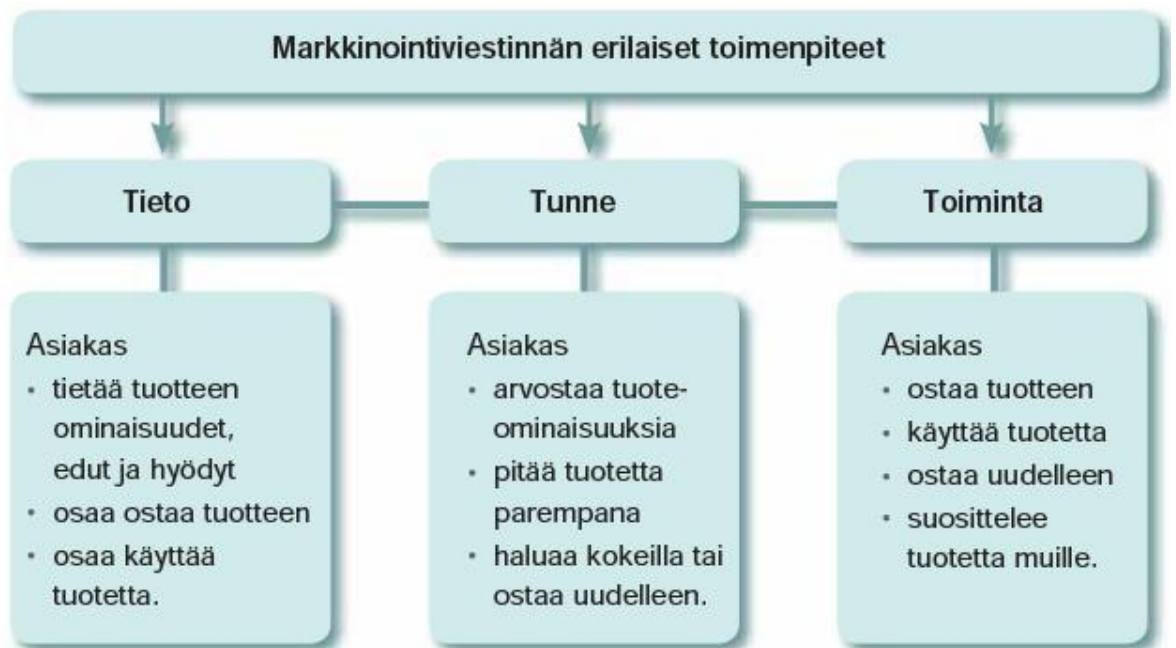 Markkinointiviestinnän erilaiset toimenpiteet
Tieto
Tunne
Toiminta
Asiakas
• tietää tuotteen
ominaisuudet,
edut ja hyödyt
• osaa ostaa tuotteen
• osaa käyttää
tuotetta.
Asiakas
• arvostaa tuote-
ominaisuuksia
• pitää tuotetta
parempana
• haluaa kokeilla tai
ostaa uudelleen.
Asiakas
• ostaa tuotteen
• käyttää tuotetta
• ostaa uudelleen
• suosittelee
tuotetta muille.